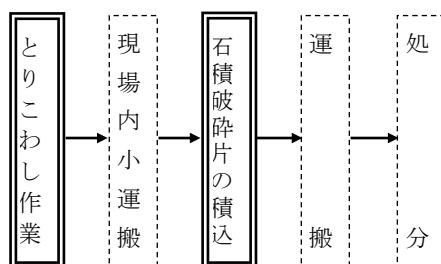 とりこわし作業
現場内小運搬
石積破砕片の積込
運搬
処分